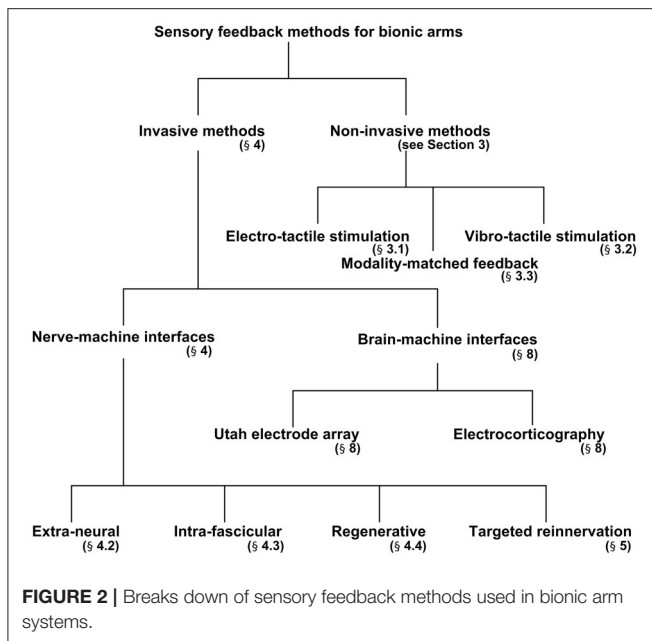 Sensory feedback methods for bionic arms
Invasive methods
(§ 4)
Non-invasive methods
(see Section 3)
Electro-tactile stimulation
(§ 3.1)
Vibro-tactile stimulation
(§ 3.2)
Modality-matched feedback
(§ 3.3)
Nerve-machine interfaces
(§ 4)
Brain-machine interfaces
(§ 8)
Utah electrode array
(§ 8)
Electrocorticography
(§ 8)
Extra-neural
(§ 4.2)
Intra-fascicular
(§ 4.3)
Regenerative
(§ 4.4)
Targeted reinnervation
(§ 5)
FIGURE 2 | Breaks down of sensory feedback methods used in bionic arm
systems.